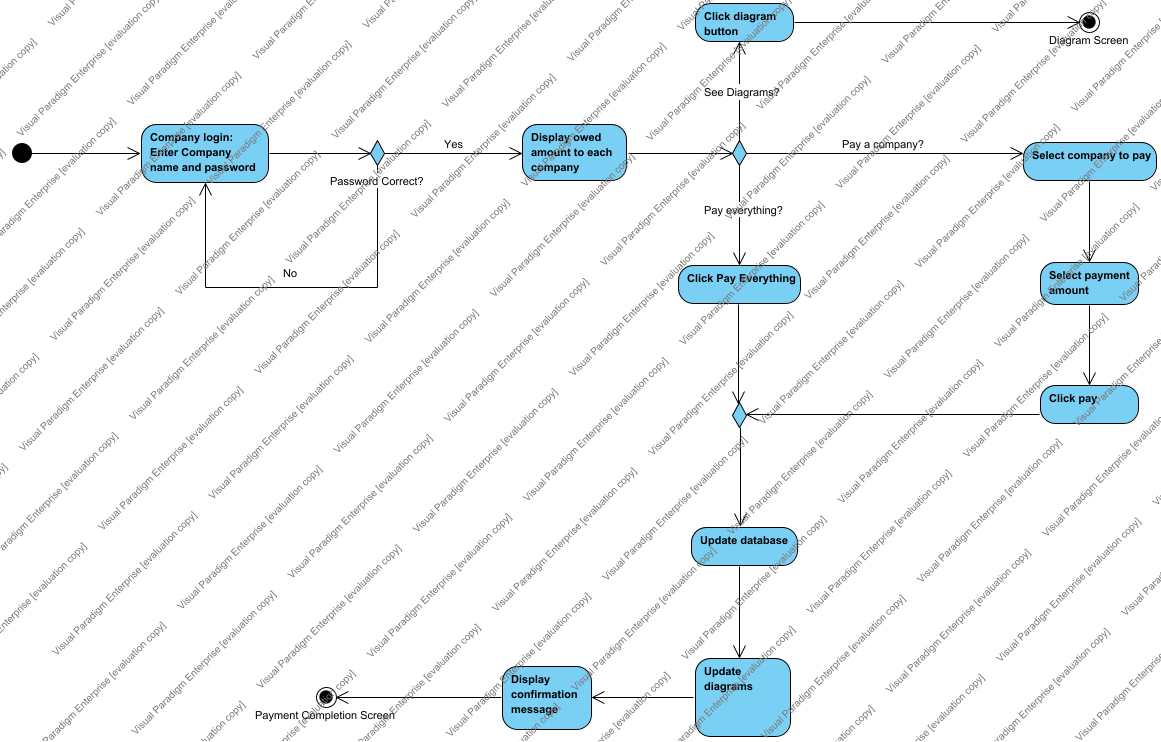 Click diagram
button
Diagram Screen
See Diagrams?
Company login:
Enter Company
name and password
Yes
Display owed
amount to each
company
Pay a company?
Select company to pay
Password Correct?
Pay everything?
No
Click Pay Everything
Select payment
amount
Click pay
Update database
Update
diagrams
Display
confirmation
message
Payment Completion Screen
Visual Paradigm Enterprise [evaluation copy]